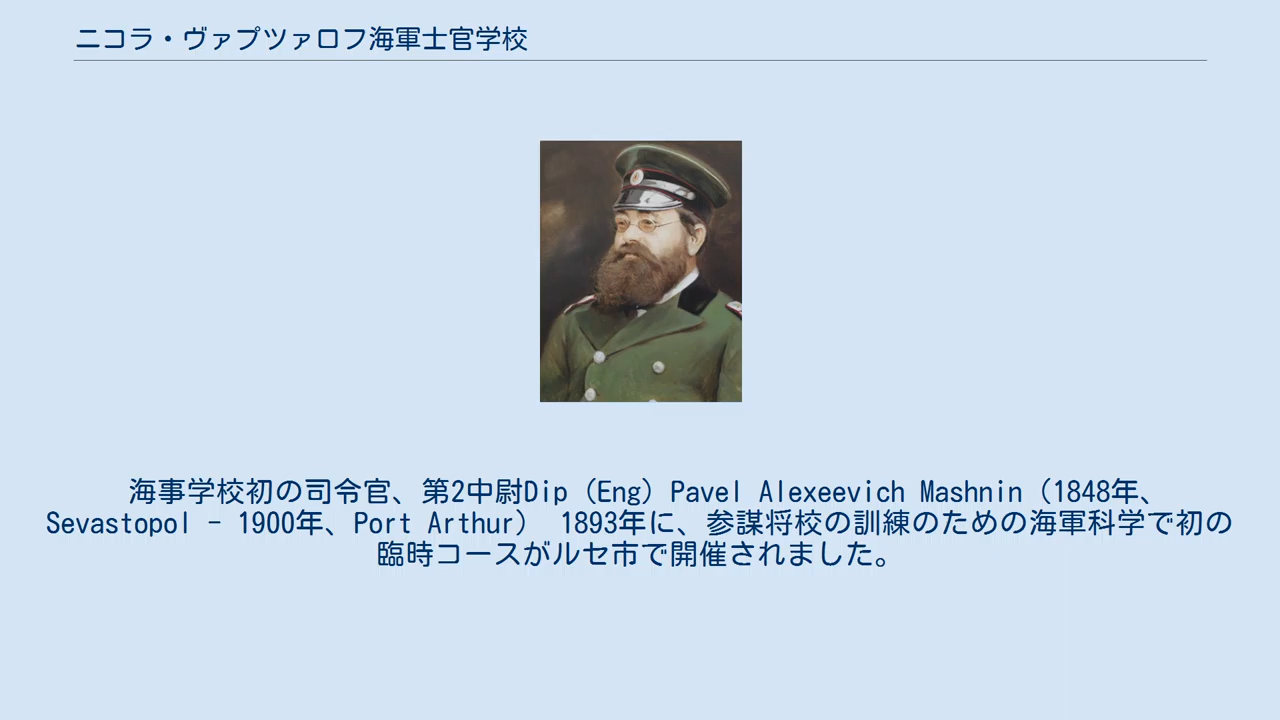 ニコラ・ヴァプツァロフ海軍士官学校
海事学校初の司令官、第2中尉Dip（Eng）Pavel Alexeevich Mashnin（1848年、
Sevastopol - 1900年、Port Arthur） 1893年に、参謀将校の訓練のための海軍科学で初の
臨時コースがルセ市で開催されました。